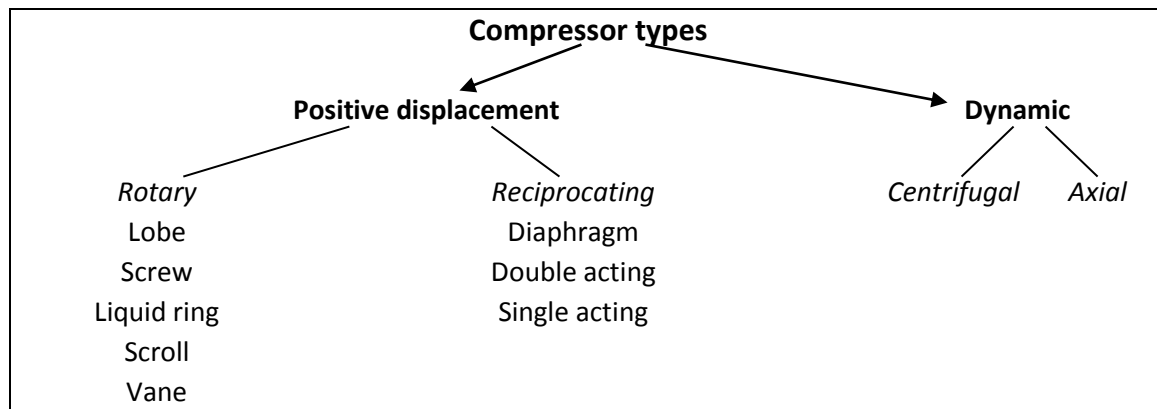 Compressor types
Positive displacement Dynamic
Rotary Reciprocating Centrifugal Axial
Lobe Diaphragm
Screw Double acting
Liquid ring Single acting
Scroll
Vane